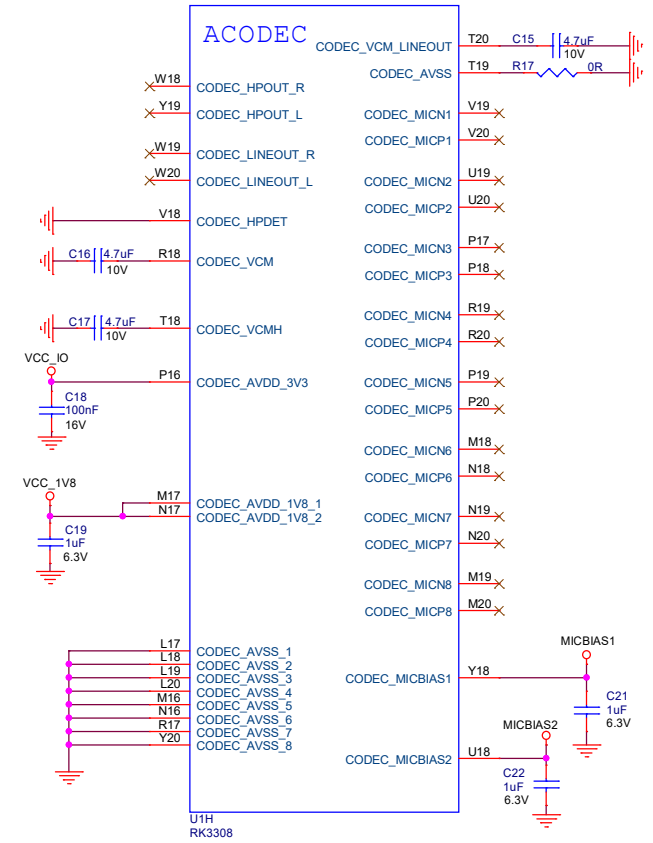 ACODEC
CODEC_VCM_LINEOUT T20 C15 4.7uF
10V
CODEC_AVSS T19 R17 0R
W18 CODEC_HPOUT_R
Y19 CODEC_HPOUT_L
CODEC_MICN1 V19
CODEC_MICP1 V20
W19 CODEC_LINEOUT_R
W20 CODEC_LINEOUT_L
CODEC_MICN2 U19
CODEC_MICP2 U20
V18 CODEC_HPDET
C16 4.7uF R18 CODEC_VCM
10V
CODEC_MICN3 P17
CODEC_MICP3 P18
C17 4.7uF T18 CODEC_VCMH
10V
CODEC_MICN4 R19
CODEC_MICP4 R20
VCC_IO
P16 CODEC_AVDD_3V3
C18
100nF
16V
CODEC_MICN5 P19
CODEC_MICP5 P20
CODEC_MICN6 M18
CODEC_MICP6 N18
VCC_1V8
M17 CODEC_AVDD_1V8_1
N17 CODEC_AVDD_1V8_2
C19
1uF
6.3V
CODEC_MICN7 N19
CODEC_MICP7 N20
CODEC_MICN8 M19
CODEC_MICP8 M20
L17 CODEC_AVSS_1
L18 CODEC_AVSS_2
L19 CODEC_AVSS_3
L20 CODEC_AVSS_4
M16 CODEC_AVSS_5
N16 CODEC_AVSS_6
R17 CODEC_AVSS_7
Y20 CODEC_AVSS_8
MICBIAS1
CODEC_MICBIAS1 Y18
C21
1uF
6.3V
MICBIAS2
CODEC_MICBIAS2 U18
C22
1uF
6.3V
U1H
RK3308